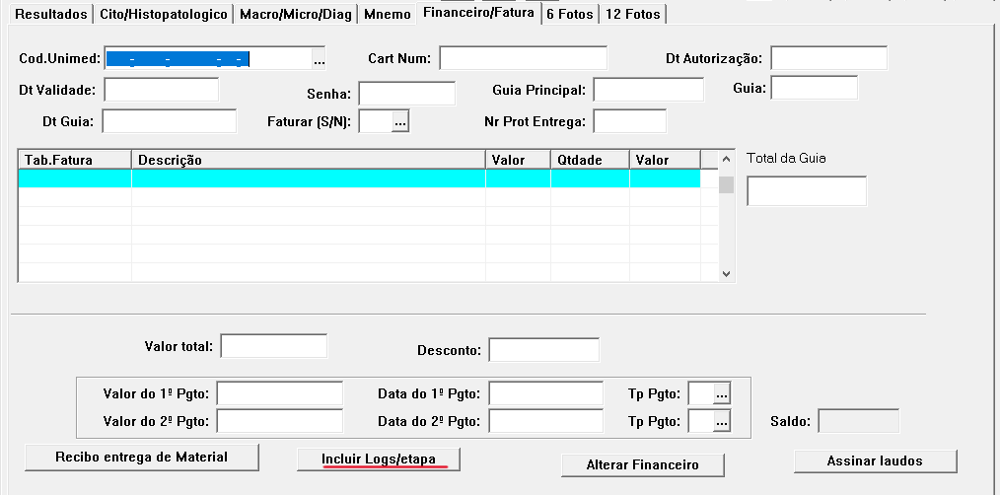 Resultados Cito/Histopatologico Macro/Micro/Diag Mnemo Financeiro/Fatura 6 Fotos 12 Fotos
Cod.Unimed: - - - - ... Cart Num: Dt Autorização:
Dt Validade: Senha: Guia Principal: Guia:
Dt Guia: Faturar (S/N): ... Nr Prot Entrega:
Tab.Fatura Descrição Valor Qtdade Valor Total da Guia
Valor total: Desconto:
Valor do 1º Pgto: Data do 1º Pgto: Tp Pgto: ...
Valor do 2º Pgto: Data do 2º Pgto: Tp Pgto: ... Saldo:
Recibo entrega de Material Incluir Logs/etapa Alterar Financeiro Assinar laudos